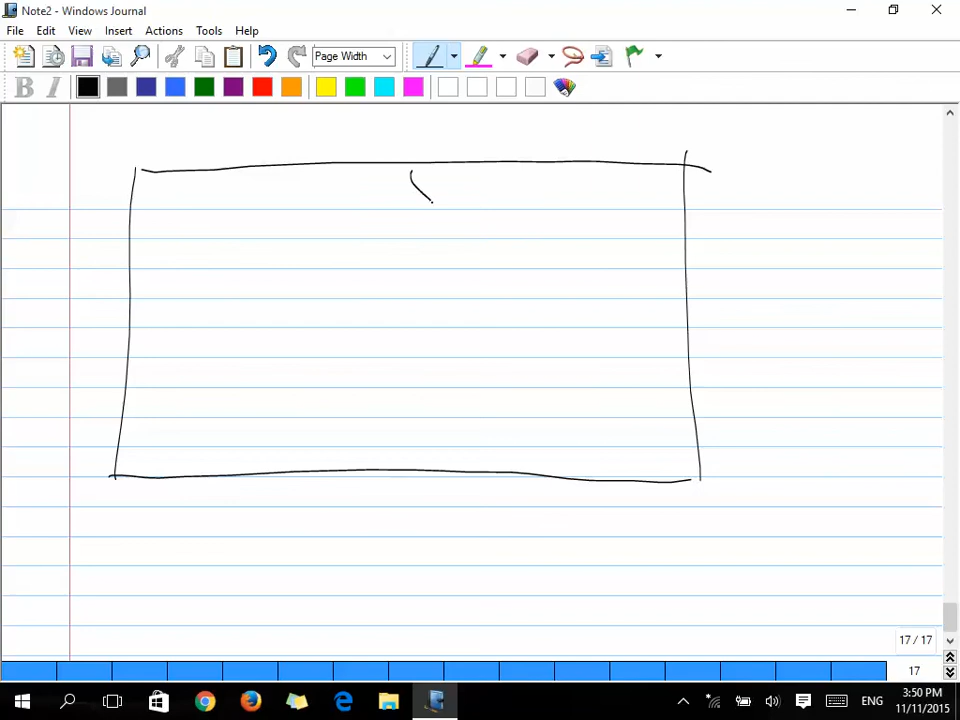 Note2 - Windows Journal
File Edit View Insert Actions Tools Help
Page Width
B I
17 / 17
17
ENG
3:50 PM
11/11/2015